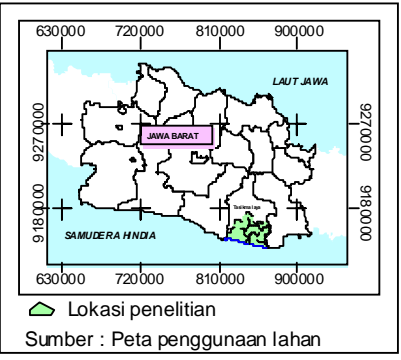 630000 720000 810000 900000
LAUT JAWA
9270000 JAWA BARAT 9270000
Tasikmalaya
9180000 9180000
SAMUDERA HINDIA
630000 720000 810000 900000
Lokasi penelitian
Sumber : Peta penggunaan lahan